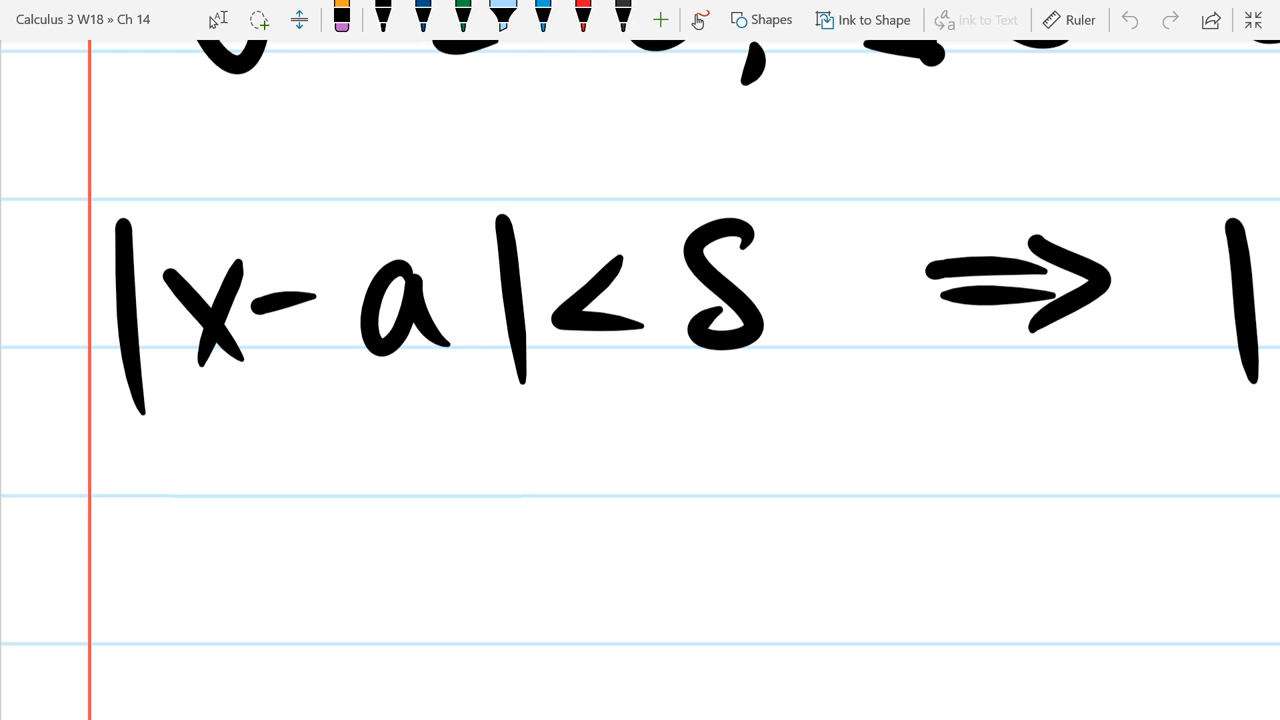 Calculus 3 W18 » Ch 14
Shapes
Ink to Shape
Ink to Text
Ruler
|x - a| < δ ⇒ |